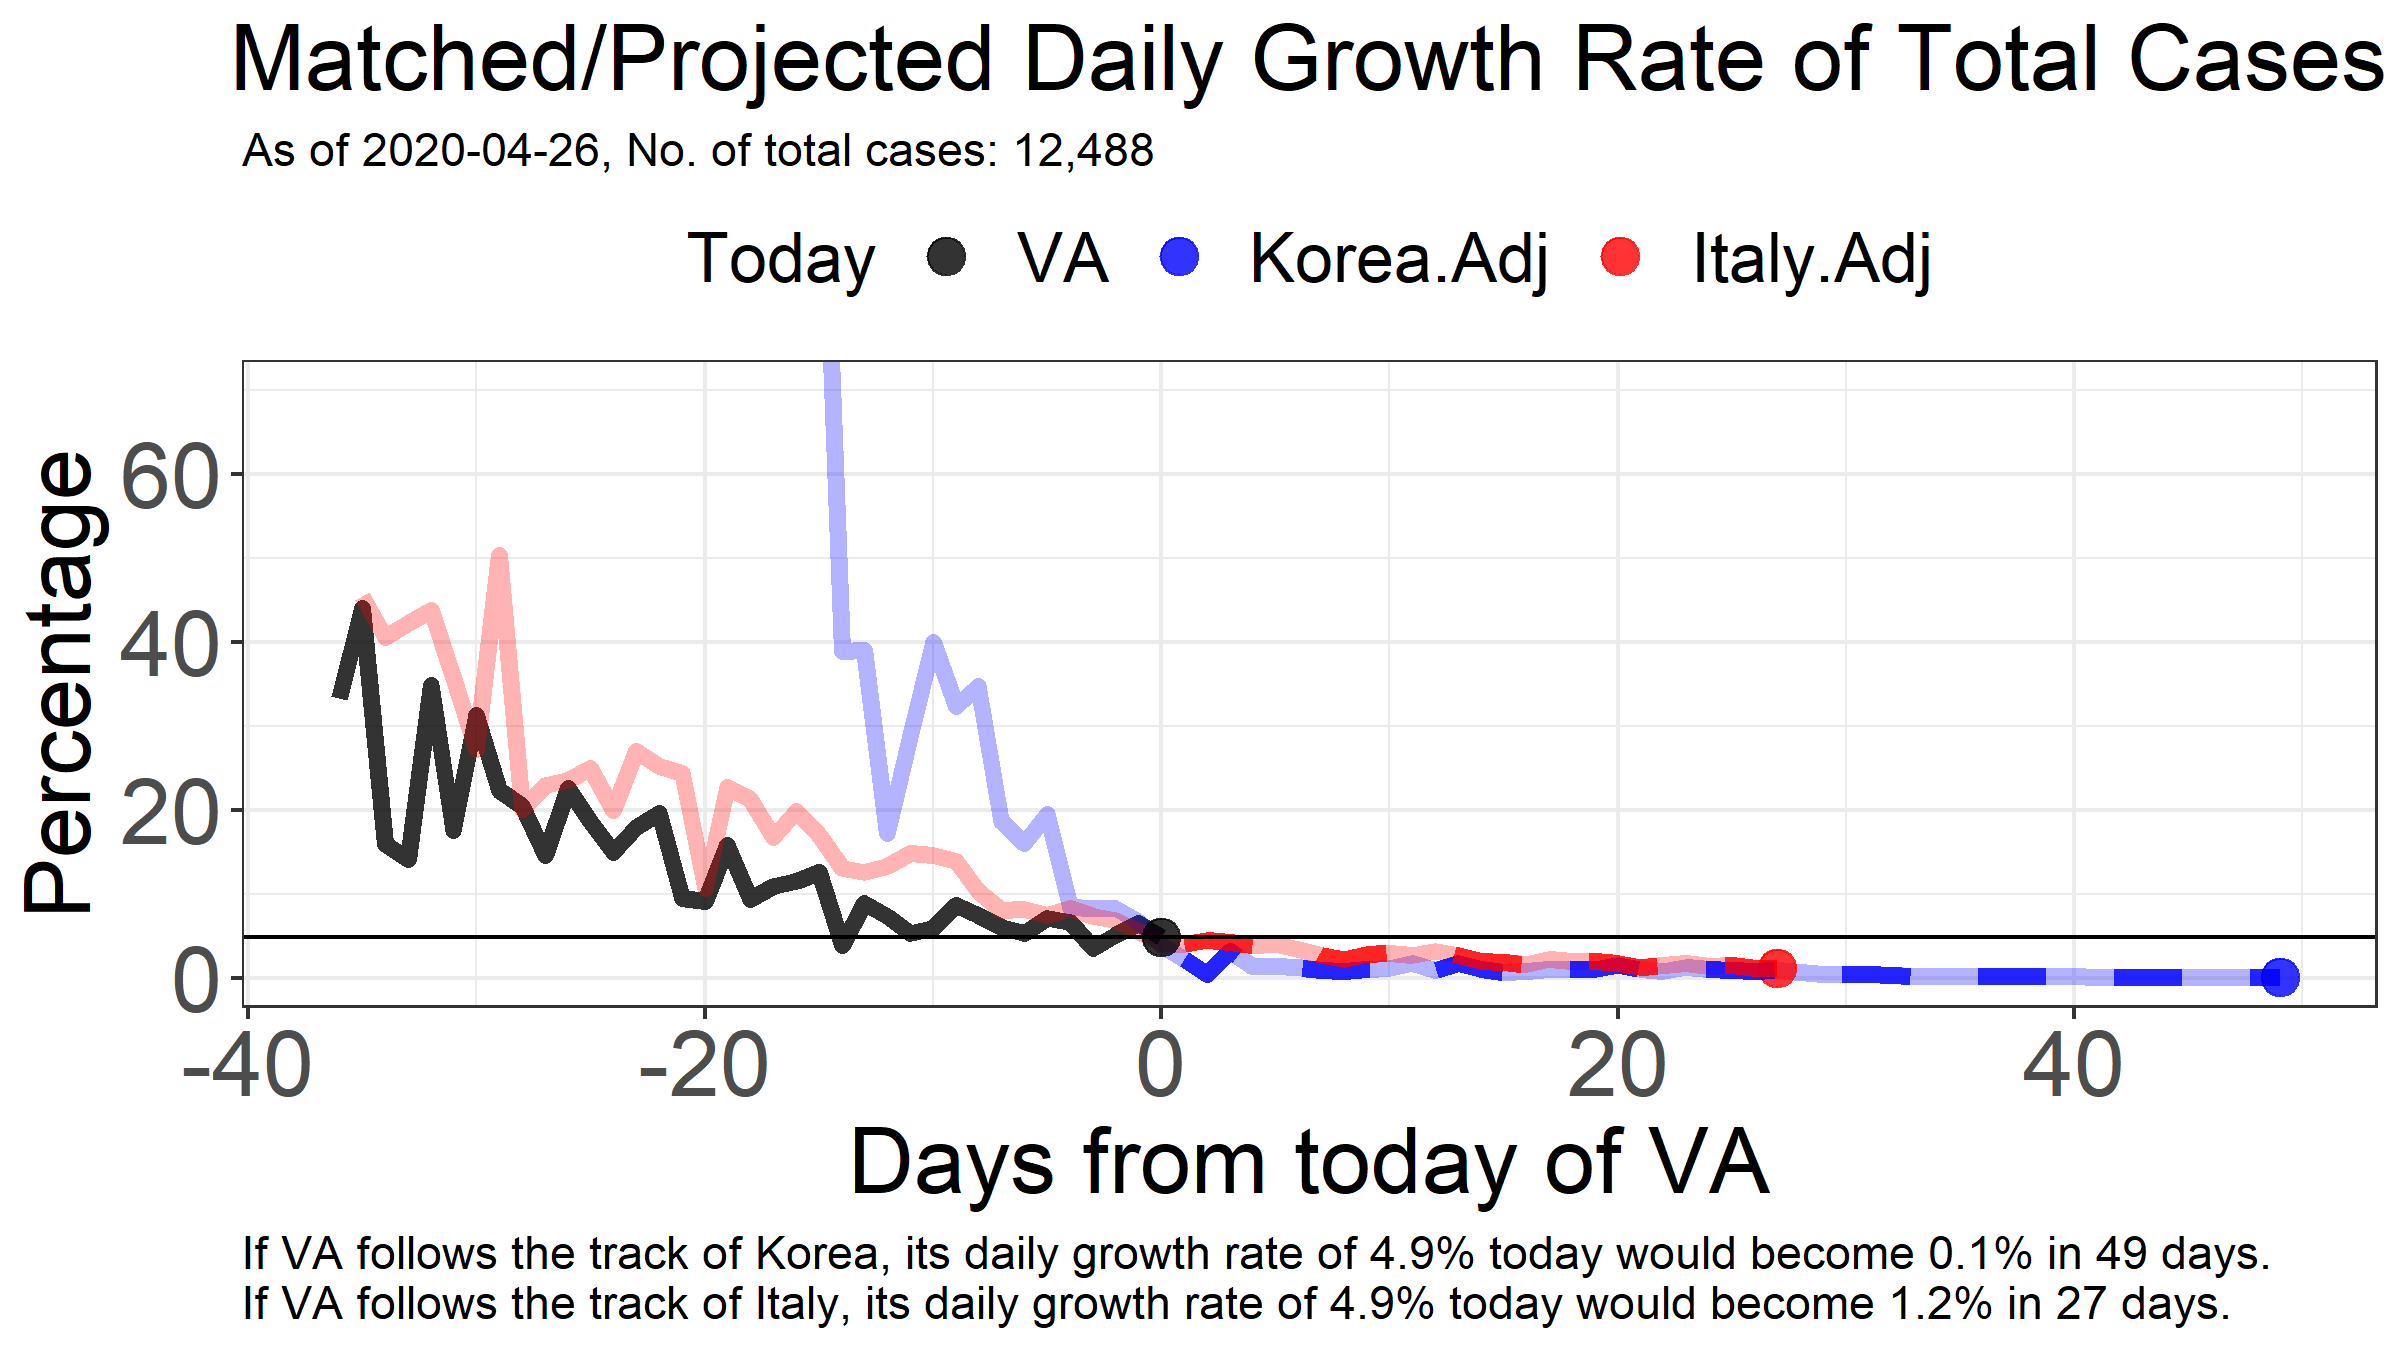 Matched/Projected Daily Growth Rate of Total Cases
As of 2020-04-26, No. of total cases: 12,488
Today VA Korea.Adj Italy.Adj
Percentage
60
40
20
0
-40 -20 0 20 40
Days from today of VA
If VA follows the track of Korea, its daily growth rate of 4.9% today would become 0.1% in 49 days.
If VA follows the track of Italy, its daily growth rate of 4.9% today would become 1.2% in 27 days.